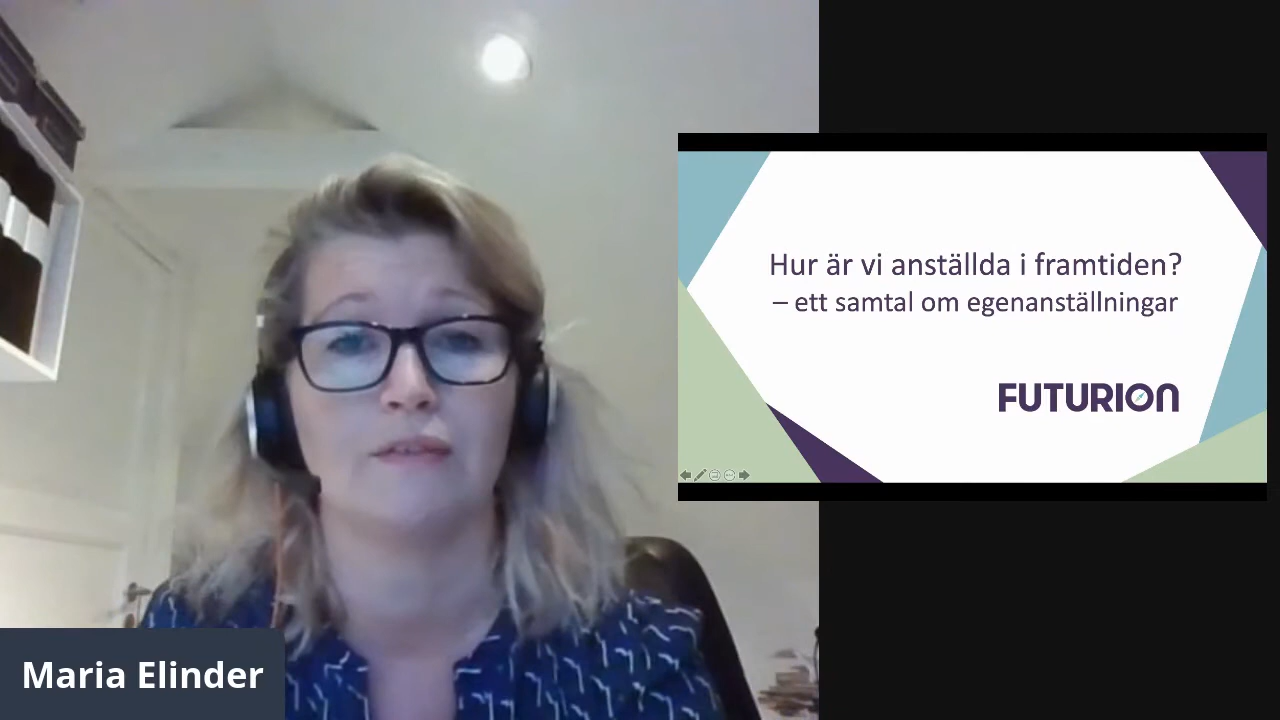 Hur är vi anställda i framtiden?
– ett samtal om egenanställningar
FUTURION
Maria Elinder